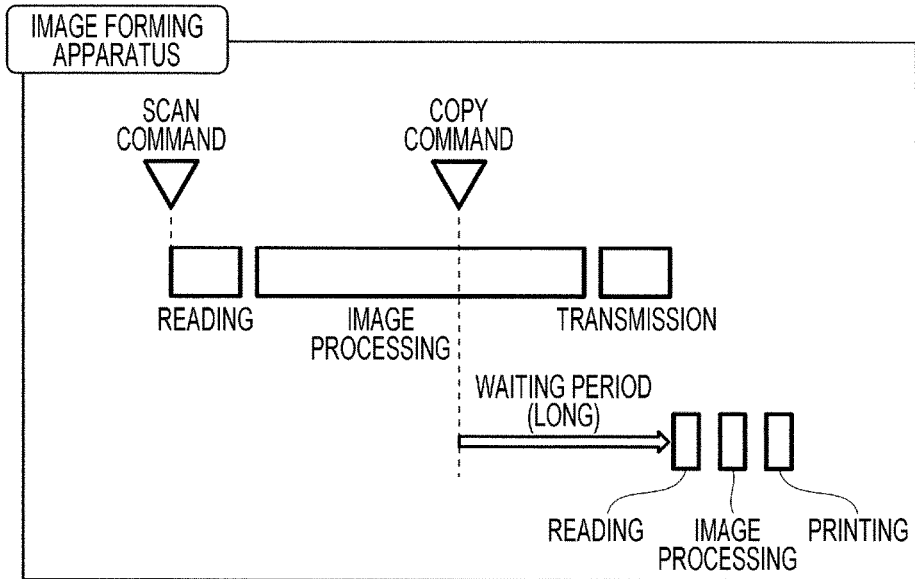 IMAGE FORMING
APPARATUS
SCAN
COMMAND
COPY
COMMAND
READING
IMAGE
PROCESSING
TRANSMISSION
WAITING PERIOD
(LONG)
READING
IMAGE
PROCESSING
PRINTING